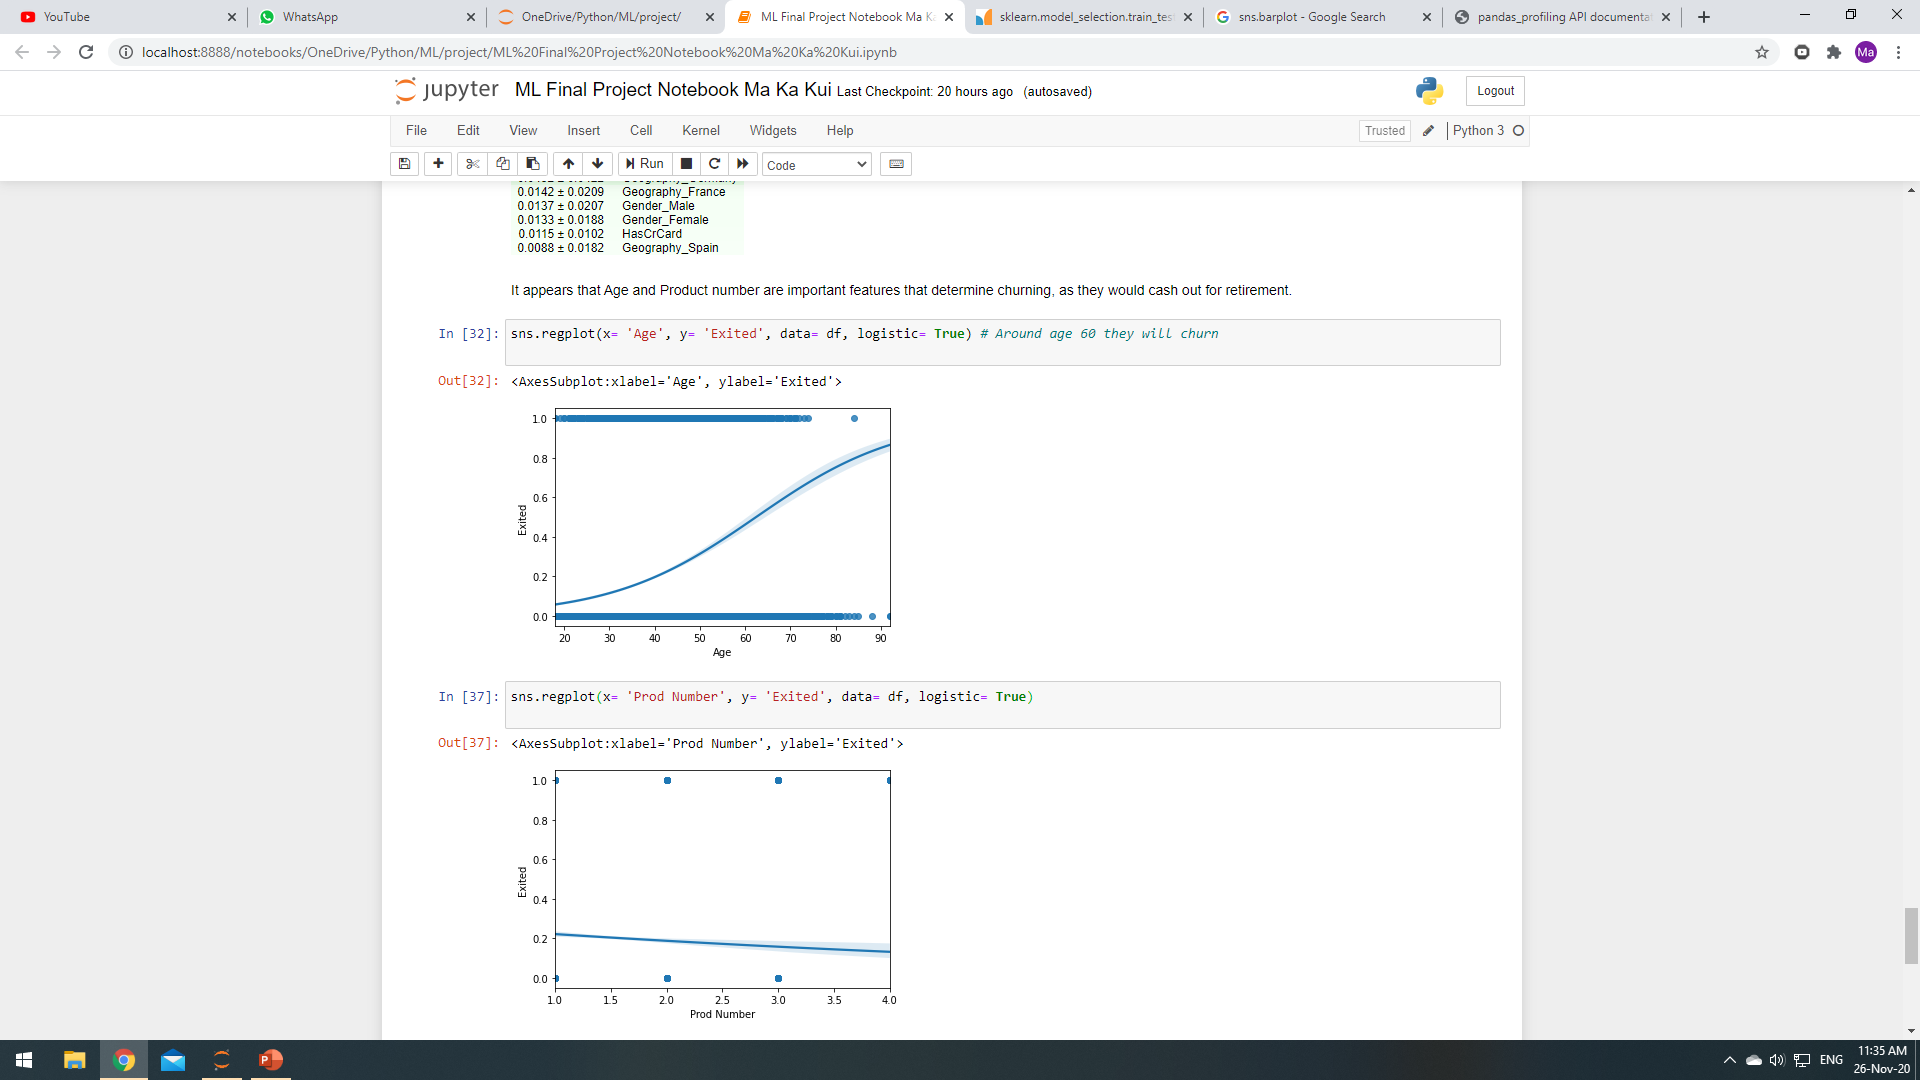 YouTube
WhatsApp
OneDrive/Python/ML/project/
ML Final Project Notebook Ma K
sklearn.model_selection.train_tes
sns.barplot - Google Search
pandas_profiling API documenta
localhost:8888/notebooks/OneDrive/Python/ML/project/ML%20Final%20Project%20Notebook%20Ma%20Ka%20Kui.ipynb
Ma
jupyter ML Final Project Notebook Ma Ka Kui Last Checkpoint: 20 hours ago (autosaved)
Logout
File Edit View Insert Cell Kernel Widgets Help
Trusted Python 3 O
Run Code
0.0142 ± 0.0209 Geography_France
0.0137 ± 0.0207 Gender_Male
0.0133 ± 0.0188 Gender_Female
0.0115 ± 0.0102 HasCrCard
0.0088 ± 0.0182 Geography_Spain
It appears that Age and Product number are important features that determine churning, as they would cash out for retirement.
In [32]: sns.regplot(x= 'Age', y= 'Exited', data= df, logistic= True) # Around age 60 they will churn
Out[32]: <AxesSubplot:xlabel='Age', ylabel='Exited'>
1.0
0.8
0.6
0.4
0.2
0.0
Exited
20 30 40 50 60 70 80 90
Age
In [37]: sns.regplot(x= 'Prod Number', y= 'Exited', data= df, logistic= True)
Out[37]: <AxesSubplot:xlabel='Prod Number', ylabel='Exited'>
1.0
0.8
0.6
0.4
0.2
0.0
Exited
1.0 1.5 2.0 2.5 3.0 3.5 4.0
Prod Number
P
ENG
11:35 AM
26-Nov-20